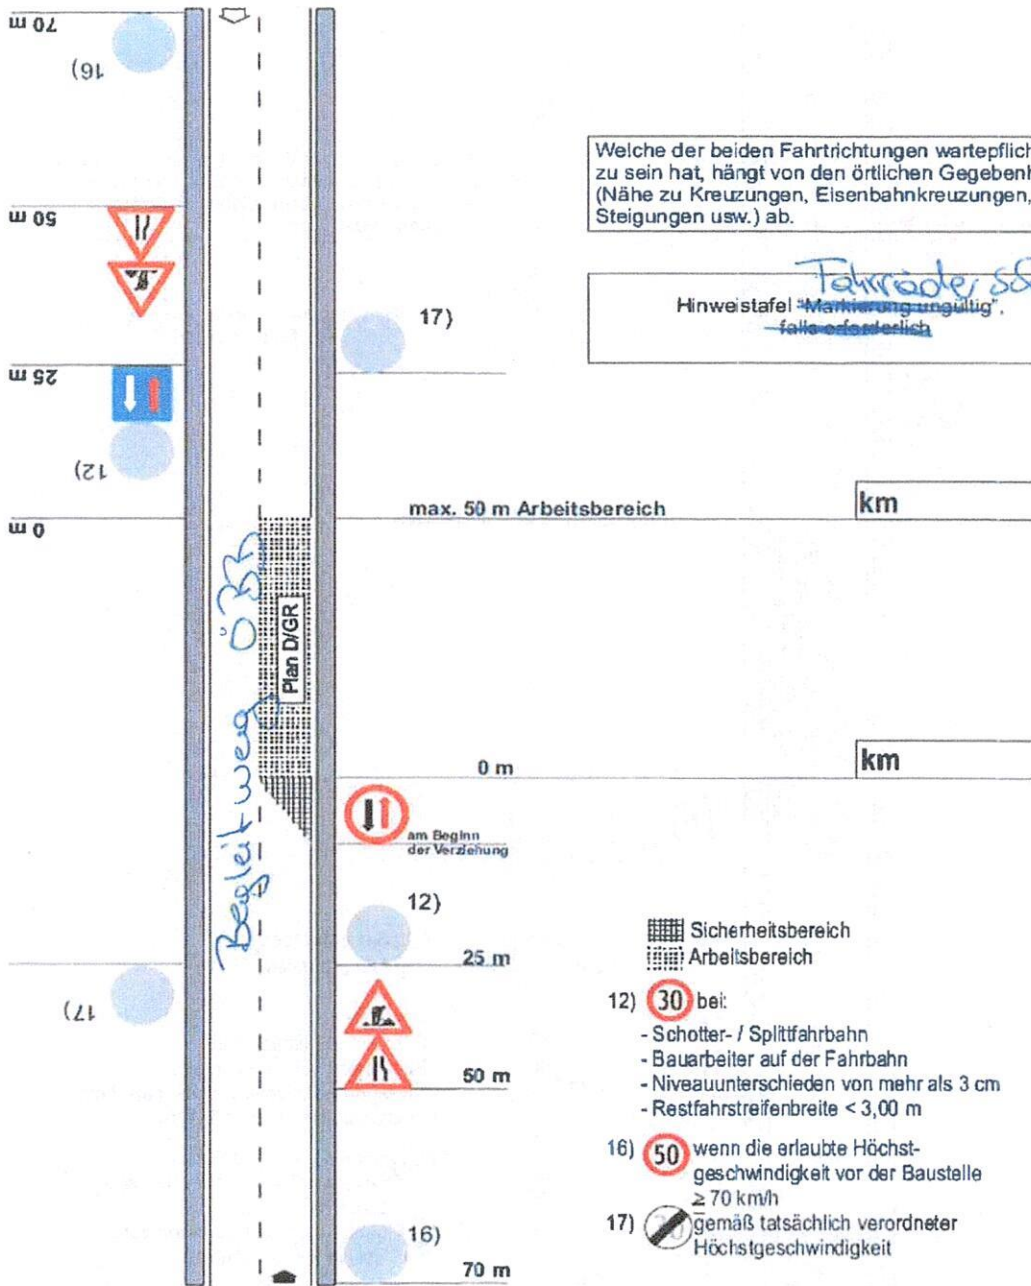 70 m
16)
Welche der beiden Fahrtrichtungen
zu sein hat, hängt von den örtlichen
(Nähe zu Kreuzungen, Eisenbahnkreuzungen,
Steigungen usw.) ab.
50 m
Hinweistafel "Markierung ungültig",
falls erforderlich
17)
25 m
12)
max. 50 m Arbeitsbereich
km
0 m
Begleitweg ÖBB
Plan D/GR
0 m
km
am Beginn
der Verziehung
12)
25 m
17)
50 m
16)
70 m
Sicherheitsbereich
Arbeitsbereich
12) 30 bei:
- Schotter- / Splittfahrbahn
- Bauarbeiter auf der Fahrbahn
- Niveauunterschieden von mehr als 3 cm
- Restfahrstreifenbreite < 3,00 m
16) 50 wenn die erlaubte Höchst-
geschwindigkeit vor der Baustelle
≥ 70 km/h
17) gemäß tatsächlich verordneter
Höchstgeschwindigkeit